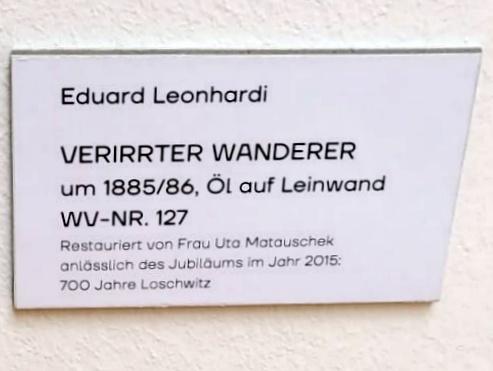 Eduard Leonhardi
VERIRRTER WANDERER
um 1885/86, Öl auf Leinwand
WV-NR. 127
Restauriert von Frau Uta Matauschek
anlässlich des Jubiläums im Jahr 2015:
700 Jahre Loschwitz